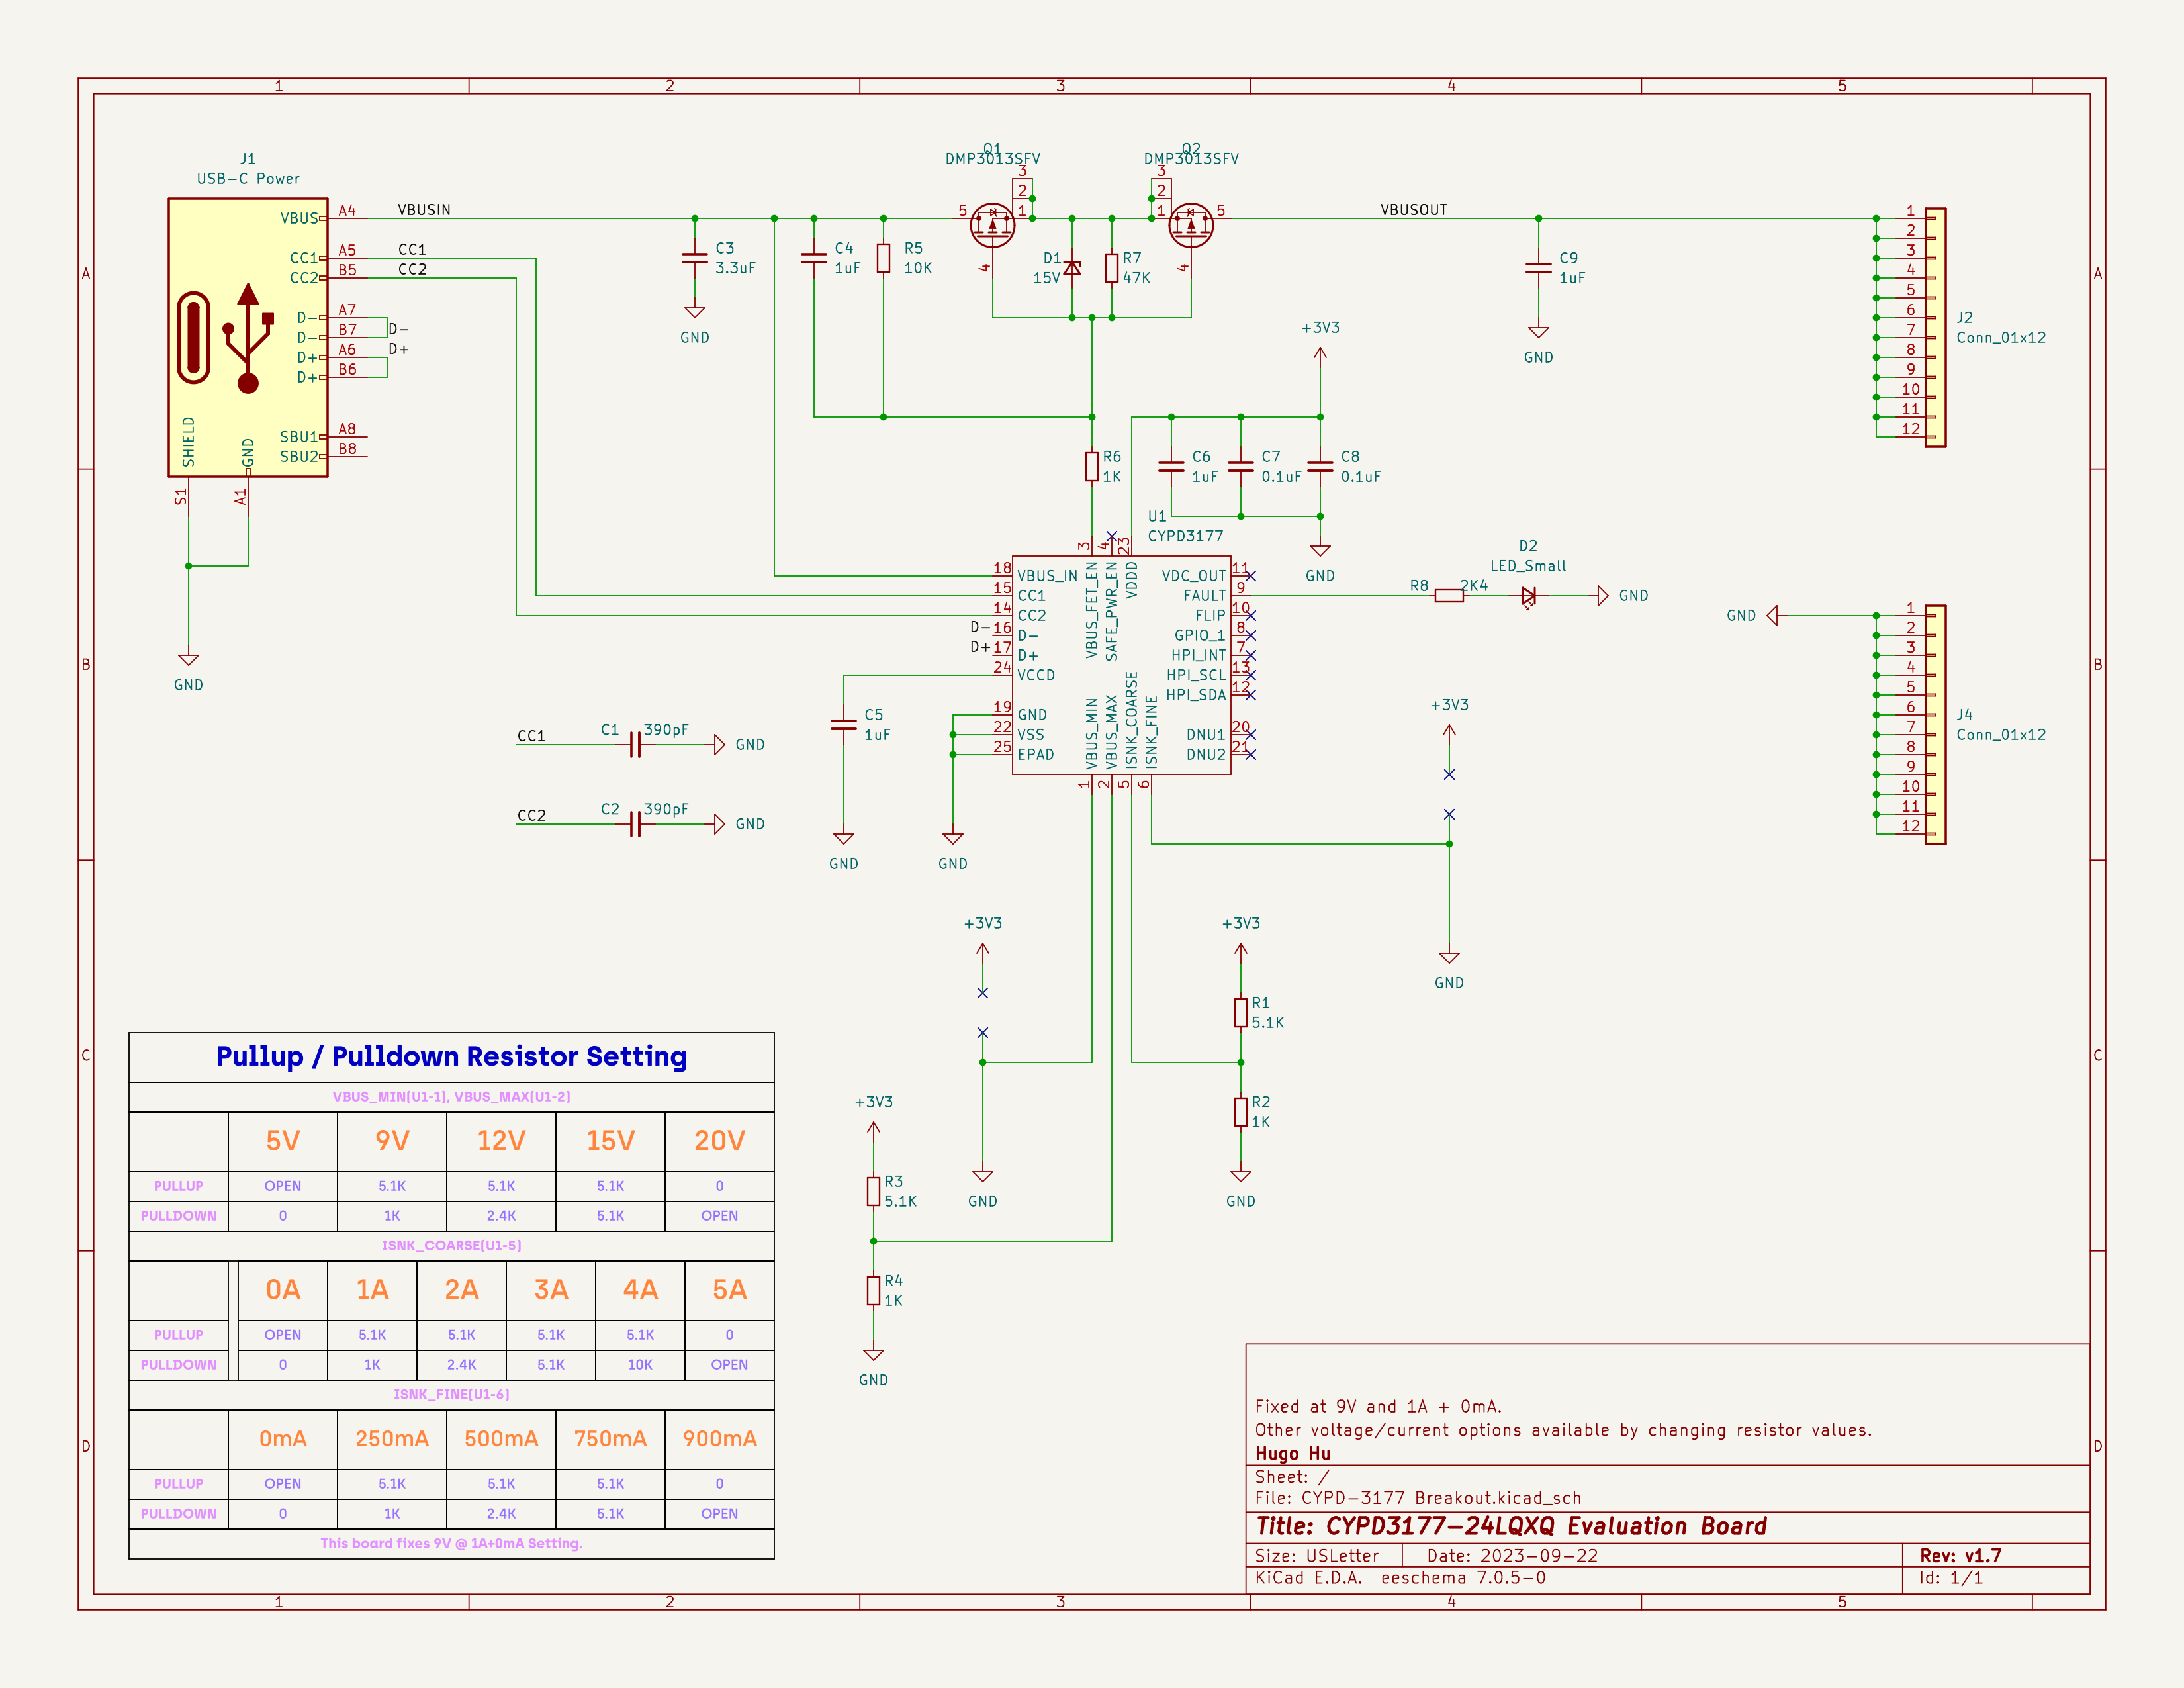 1 2 3 4 5
A
B
C
D
A
B
C
D
1 2 3 4 5
J1
USB-C Power
VBUS A4
CC1 A5
CC2 B5
D- A7
D- B7
D+ A6
D+ B6
SBU1 A8
SBU2 B8
SHIELD
GND
S1
A1
GND
VBUSIN
CC1
CC2
D-
D+
C3
3.3uF
GND
C4
1uF
R5
10K
Q1
DMP3013SFV
3
2
1
5
4
D1
15V
R7
47K
Q2
DMP3013SFV
3
2
1
5
4
VBUSOUT
C9
1uF
GND
1
2
3
4
5
6
7
8
9
10
11
12
J2
Conn_01x12
+3V3
R6
1K
C6
1uF
C7
0.1uF
C8
0.1uF
GND
U1
CYPD3177
3 VBUS_FET_EN
4 SAFE_PWR_EN
23 VDDD
18 VBUS_IN
15 CC1
14 CC2
D- 16 D-
D+ 17 D+
24 VCCD
19 GND
22 VSS
25 EPAD
VDC_OUT 11
FAULT 9
FLIP 10
GPIO_1 8
HPI_INT 7
HPI_SCL 13
HPI_SDA 12
DNU1 20
DNU2 21
VBUS_MIN 1
VBUS_MAX 2
ISNK_COARSE 5
ISNK_FINE 6
R8 2K4
D2
LED_Small
GND
GND
1
2
3
4
5
6
7
8
9
10
11
12
J4
Conn_01x12
CC1 C1 390pF GND
CC2 C2 390pF GND
C5
1uF
GND
GND
+3V3
GND
+3V3
GND
+3V3
R1
5.1K
R2
1K
GND
+3V3
R3
5.1K
R4
1K
GND
Pullup / Pulldown Resistor Setting
VBUS_MIN(U1-1), VBUS_MAX(U1-2)
5V 9V 12V 15V 20V
PULLUP OPEN 5.1K 5.1K 5.1K 0
PULLDOWN 0 1K 2.4K 5.1K OPEN
ISNK_COARSE(U1-5)
0A 1A 2A 3A 4A 5A
PULLUP OPEN 5.1K 5.1K 5.1K 5.1K 0
PULLDOWN 0 1K 2.4K 5.1K 10K OPEN
ISNK_FINE(U1-6)
0mA 250mA 500mA 750mA 900mA
PULLUP OPEN 5.1K 5.1K 5.1K 0
PULLDOWN 0 1K 2.4K 5.1K OPEN
This board fixes 9V @ 1A+0mA Setting.
Fixed at 9V and 1A + 0mA.
Other voltage/current options available by changing resistor values.
Hugo Hu
Sheet: /
File: CYPD-3177 Breakout.kicad_sch
Title: CYPD3177-24LQXQ Evaluation Board
Size: USLetter Date: 2023-09-22 Rev: v1.7
KiCad E.D.A. eeschema 7.0.5-0 Id: 1/1